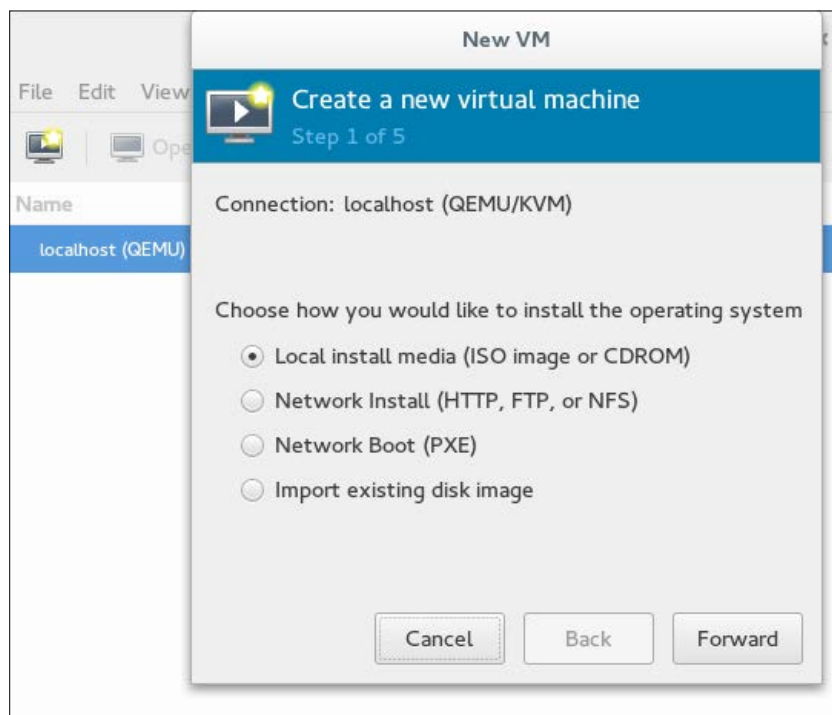 New VM
File Edit View
Create a new virtual machine
Step 1 of 5
Ope
Name
Connection: localhost (QEMU/KVM)
localhost (QEMU)
Choose how you would like to install the operating system
Local install media (ISO image or CDROM)
Network Install (HTTP, FTP, or NFS)
Network Boot (PXE)
Import existing disk image
Cancel Back Forward